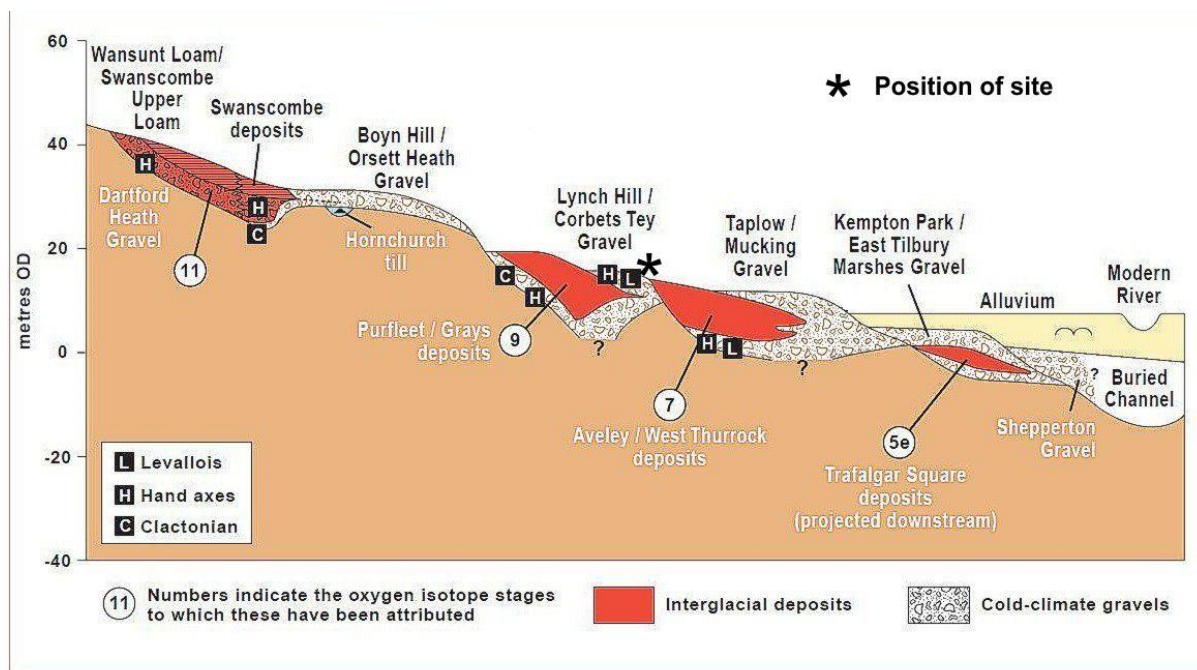 60
40
20
0
-20
-40
metres OD
Wansunt Loam/
Swanscombe
Upper
Loam
Swanscombe
deposits
Boyn Hill /
Orsett Heath
Gravel
Lynch Hill /
Corbets Tey
Gravel
* Position of site
Taplow /
Mucking
Gravel
Kempton Park /
East Tilbury
Marshes Gravel
Alluvium
Modern
River
H
H
C
Dartford
Heath
Gravel
11
Hornchurch
till
C
H
H
L
*
Purfleet / Grays
deposits
9
?
H
L
?
7
Aveley / West Thurrock
deposits
5e
Trafalgar Square
deposits
(projected downstream)
?
Buried
Channel
Shepperton
Gravel
L Levallois
H Hand axes
C Clactonian
11 Numbers indicate the oxygen isotope stages
to which these have been attributed
Interglacial deposits
Cold-climate gravels